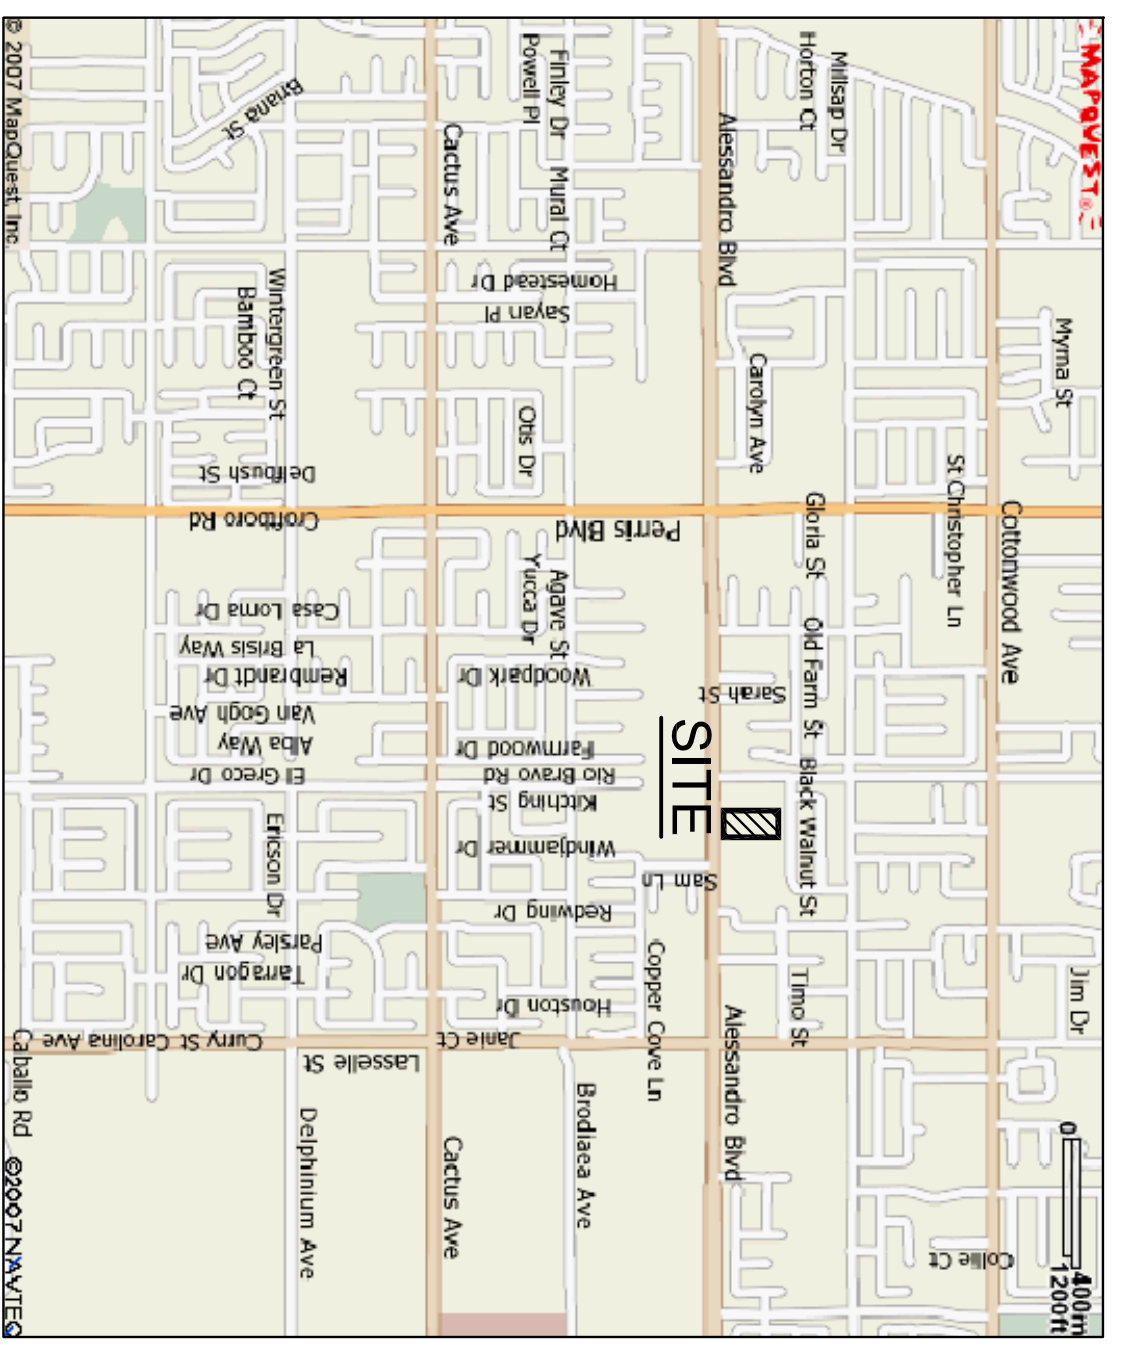 MAPQUEST®
Jim Dr
0 400m
1200ft
Myrna St
Cottonwood Ave
Collie Ct
St Christopher Ln
Millsap Dr
Horton Ct
Gloria St
Old Farm St
Black Walnut St
Timo St
Carolyn Ave
Sarah St
Alessandro Blvd
Alessandro Blvd
SITE
Sam Ln
Copper Cove Ln
Perris Blvd
Homestead Dr
Sayan Pl
Finley Dr
Powell Pl
Mural Ct
Otis Dr
Agave St
Yucca Dr
Woodpark Dr
Farmwood Dr
Rio Bravo Rd
Kitching St
Windjammer Dr
Redwing Dr
Houston Dr
Janie Ct
Brodiaea Ave
Cactus Ave
Cactus Ave
Lasselle St
Briana St
Wintergreen St
Bamboo Ct
Delfbush St
Croftboro Rd
Casa Loma Dr
La Brisis Way
Rembrandt Dr
Van Gogh Ave
Alba Way
El Greco Dr
Ericson Dr
Parsley Ave
Tarragon Dr
Curry St
Carolina Ave
Delphinium Ave
Caballo Rd
© 2007 MapQuest, Inc.
©2007 NAVTEQ